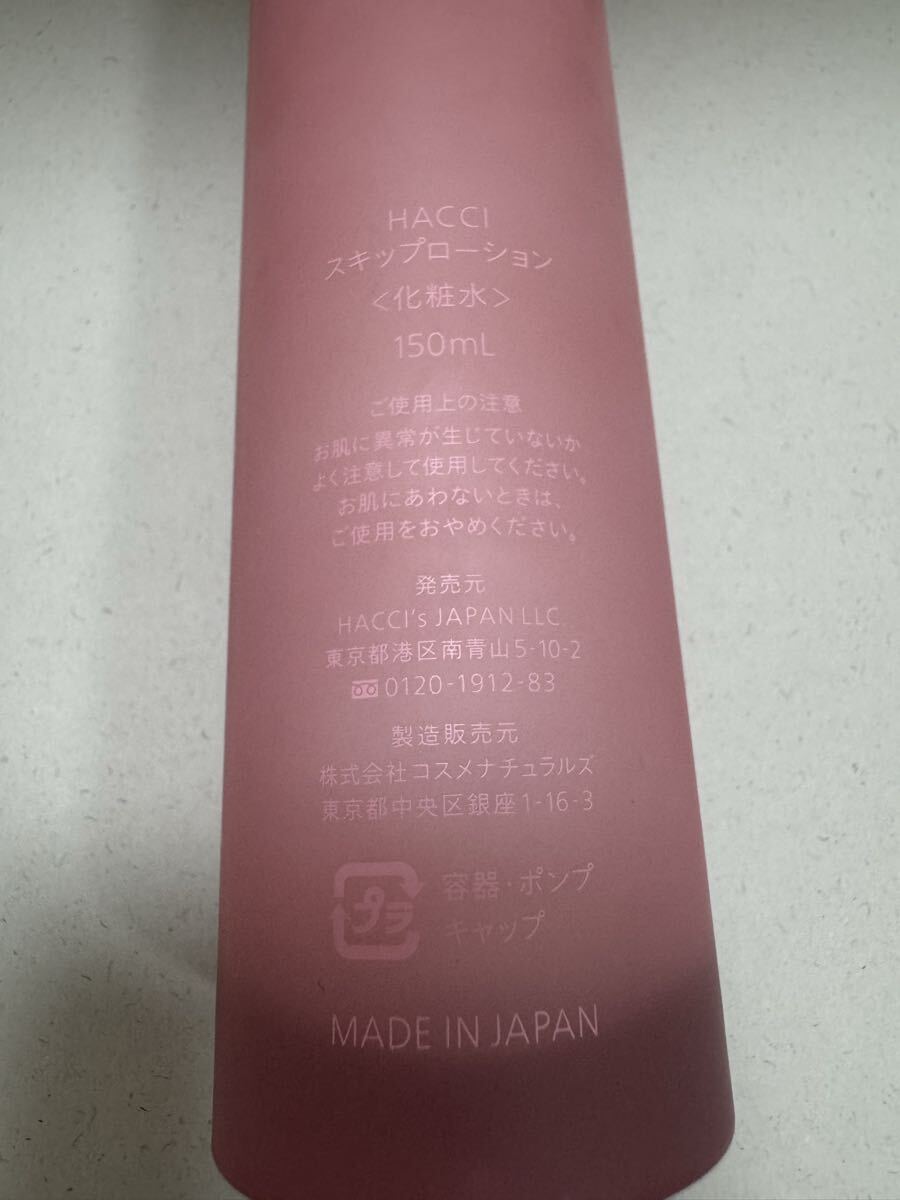 HACCI
スキップローション
<化粧水>
150mL
ご使用上の注意
お肌に異常が生じていないか
よく注意して使用してください。
お肌にあわないときは、
ご使用をおやめください。
発売元
HACCI's JAPAN LLC.
東京都港区南青山5-10-2
0120-1912-83
製造販売元
株式会社コスメナチュラルズ
東京都中央区銀座1-16-3
プラ
容器・ポンプ
キャップ
MADE IN JAPAN